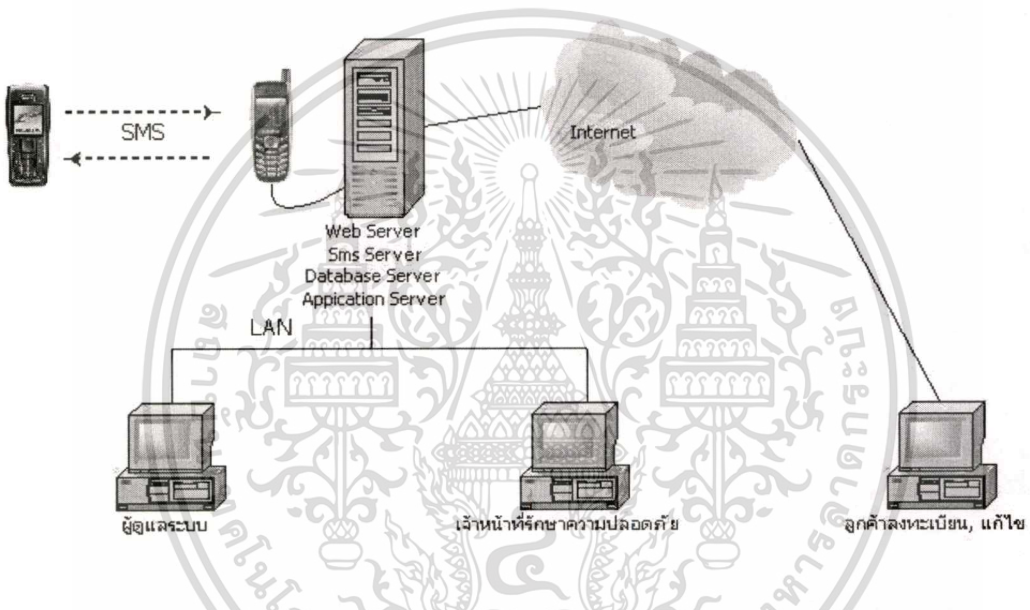 SMS
Internet
Web Server
Sms Server
Database Server
Appication Server
LAN
ผู้ดูแลระบบ
เจ้าหน้าที่รักษาความปลอดภัย
ลูกค้าลงทะเบียน, แก้ไข